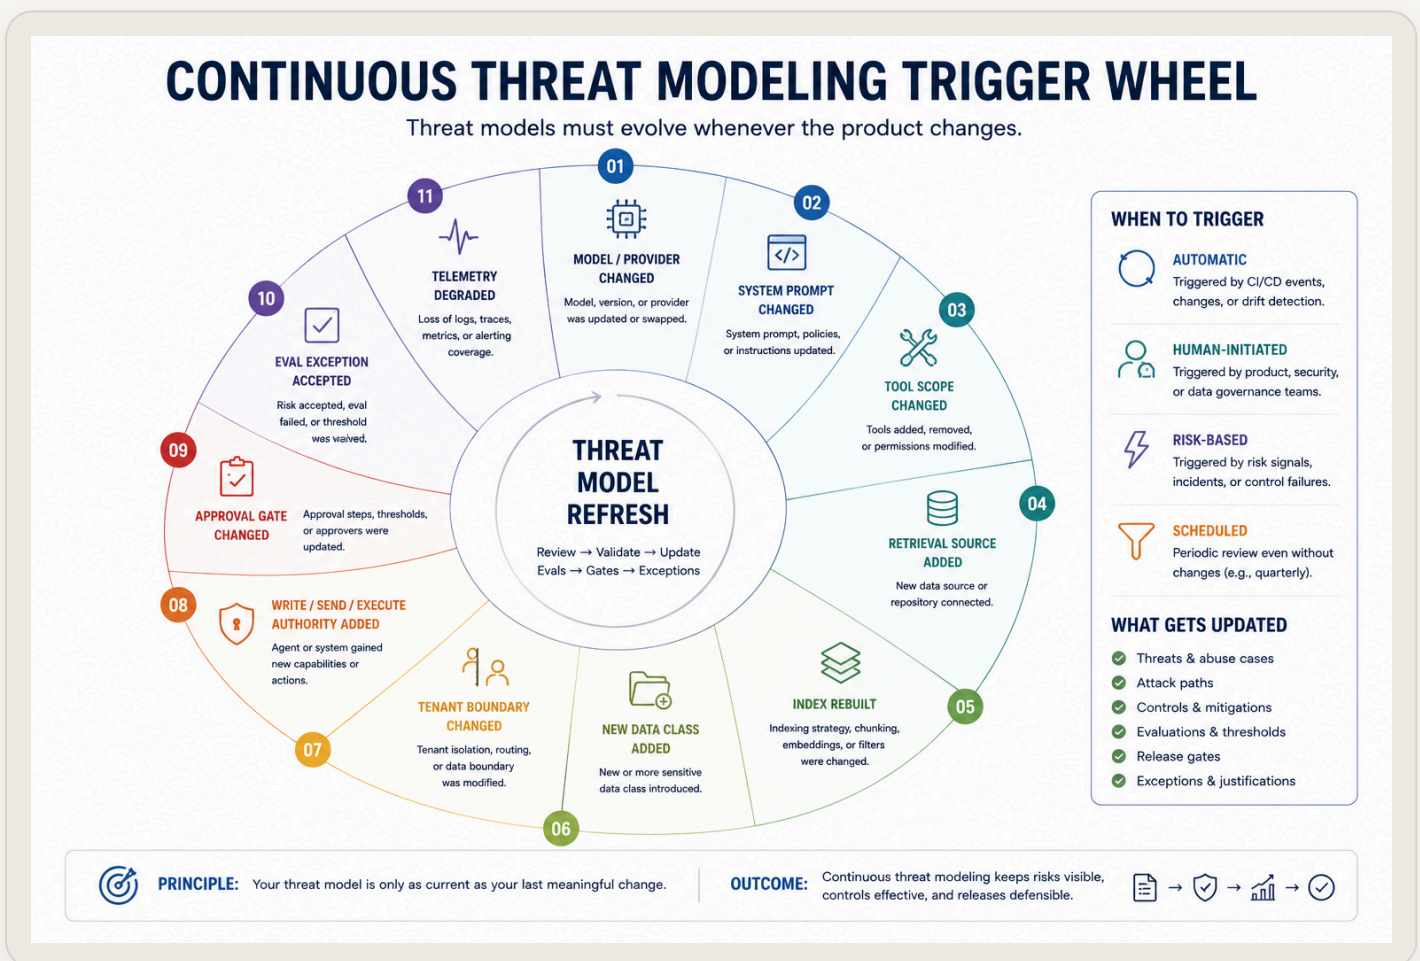 CONTINUOUS THREAT MODELING TRIGGER WHEEL
Threat models must evolve whenever the product changes.
01
MODEL / PROVIDER
CHANGED
Model, version, or provider
was updated or swapped.
02
SYSTEM PROMPT
CHANGED
System prompt, policies,
or instructions updated.
03
TOOL SCOPE
CHANGED
Tools added, removed,
or permissions modified.
04
RETRIEVAL SOURCE
ADDED
New data source or
repository connected.
05
INDEX REBUILT
Indexing strategy, chunking,
embeddings, or filters
were changed.
06
NEW DATA CLASS
ADDED
New or more sensitive
data class introduced.
07
TENANT BOUNDARY
CHANGED
Tenant isolation, routing,
or data boundary
was modified.
08
WRITE / SEND / EXECUTE
AUTHORITY ADDED
Agent or system gained
new capabilities or
actions.
09
APPROVAL GATE
CHANGED
Approval steps, thresholds,
or approvers were
updated.
10
EVAL EXCEPTION
ACCEPTED
Risk accepted, eval
failed, or threshold
was waived.
11
TELEMETRY
DEGRADED
Loss of logs, traces,
metrics, or alerting
coverage.
THREAT
MODEL
REFRESH
Review → Validate → Update
Evals → Gates → Exceptions
WHEN TO TRIGGER
AUTOMATIC
Triggered by CI/CD events,
changes, or drift detection.
HUMAN-INITIATED
Triggered by product, security,
or data governance teams.
RISK-BASED
Triggered by risk signals,
incidents, or control failures.
SCHEDULED
Periodic review even without
changes (e.g., quarterly).
WHAT GETS UPDATED
Threats & abuse cases
Attack paths
Controls & mitigations
Evaluations & thresholds
Release gates
Exceptions & justifications
PRINCIPLE: Your threat model is only as current as your last meaningful change.
OUTCOME: Continuous threat modeling keeps risks visible,
controls effective, and releases defensible.